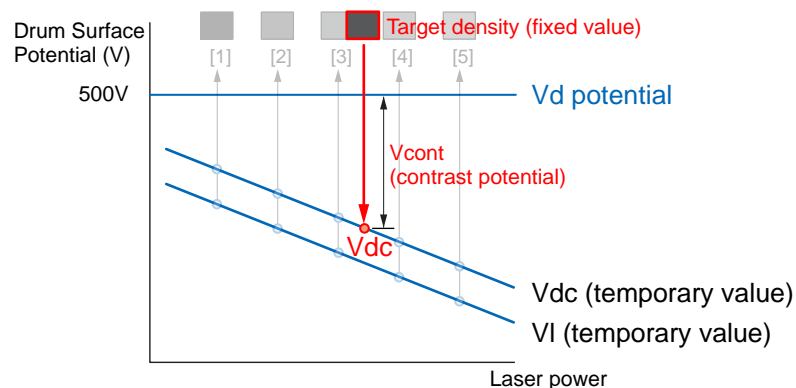 Drum Surface
Potential (V)
Target density (fixed value)
[1]
[2]
[3]
[4]
[5]
500V
Vd potential
Vcont
(contrast potential)
Vdc
Vdc (temporary value)
Vl (temporary value)
Laser power